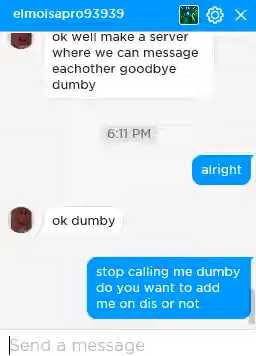 elmoisapro93939
ok well make a server
where we can message
eachother goodbye
dumby
6:11 PM
alright
ok dumby
stop calling me dumby
do you want to add
me on dis or not
Send a message